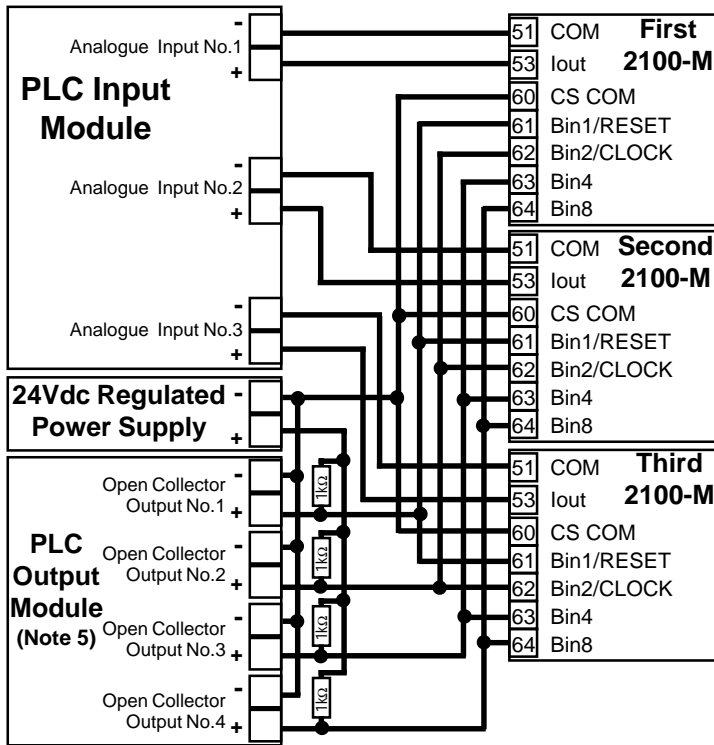 Analogue Input No.1
-
+
PLC Input
Module
Analogue Input No.2
-
+
Analogue Input No.3
-
+
24Vdc Regulated
Power Supply
-
+
PLC
Output
Module
(Note 5)
Open Collector
Output No.1
-
+
1kΩ
Open Collector
Output No.2
-
+
1kΩ
Open Collector
Output No.3
-
+
1kΩ
Open Collector
Output No.4
-
+
1kΩ
First
2100-M
51 COM
53 Iout
60 CS COM
61 Bin1/RESET
62 Bin2/CLOCK
63 Bin4
64 Bin8
Second
2100-M
51 COM
53 Iout
60 CS COM
61 Bin1/RESET
62 Bin2/CLOCK
63 Bin4
64 Bin8
Third
2100-M
51 COM
53 Iout
60 CS COM
61 Bin1/RESET
62 Bin2/CLOCK
63 Bin4
64 Bin8